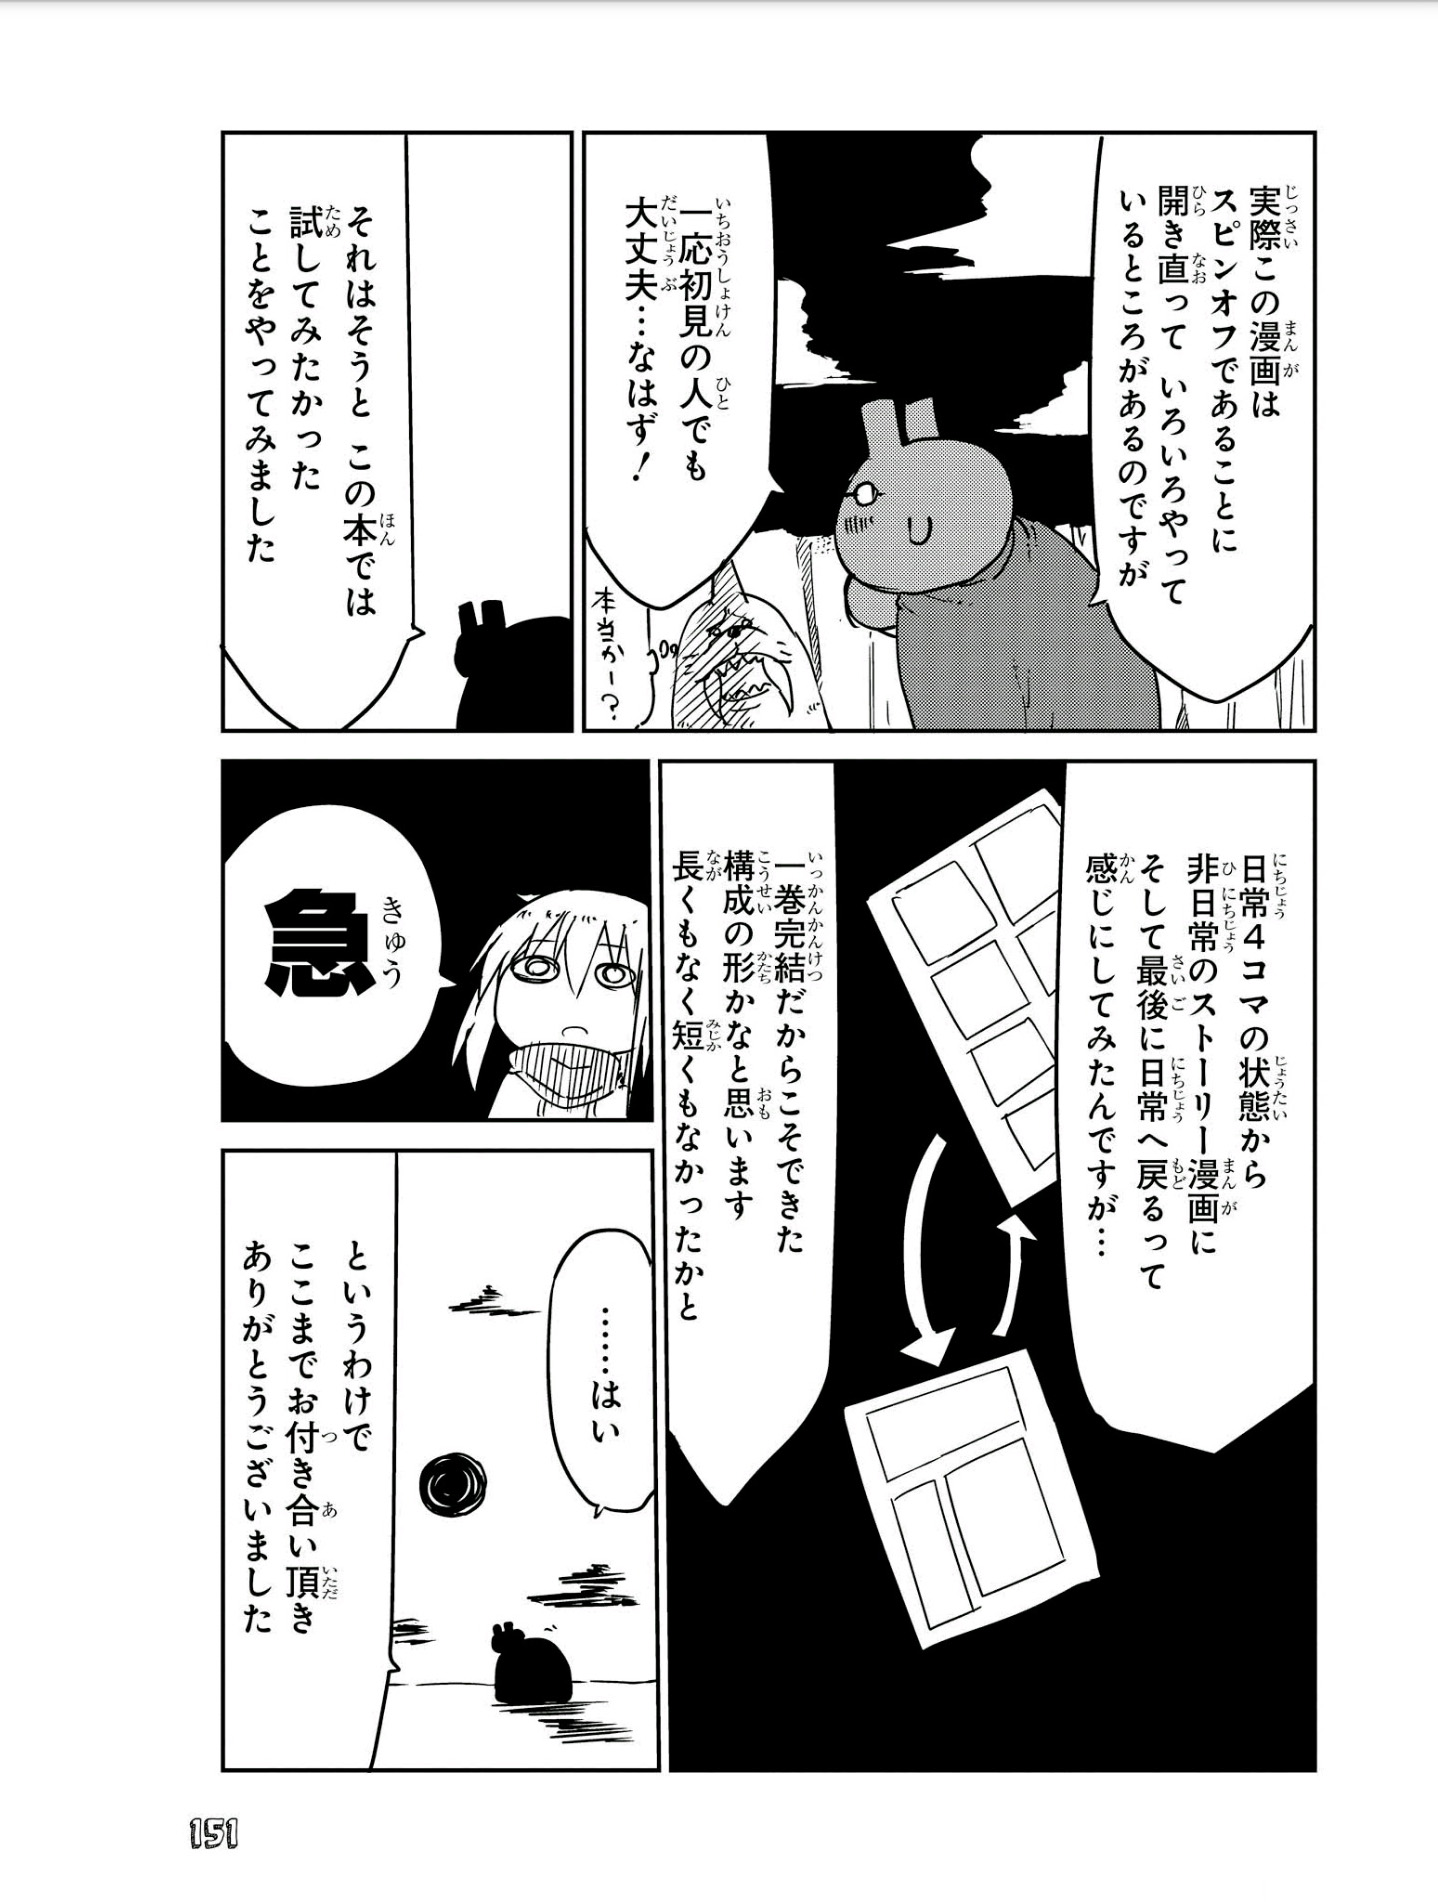 実際この漫画は
スピンオフであることに
開き直って いろいろやって
いるところがあるのですが
一応初見の人でも
大丈夫…なはず！
本当かー？
それはそうと この本では
試してみたかった
ことをやってみました
日常4コマの状態から
非日常のストーリー漫画に
そして最後に日常へ戻るって
感じにしてみたんですが…
一巻完結だからこそできた
構成の形かなと思います
長くもなく短くもなかったかと
急
……はい
というわけで
ここまでお付き合い頂き
ありがとうございました
151